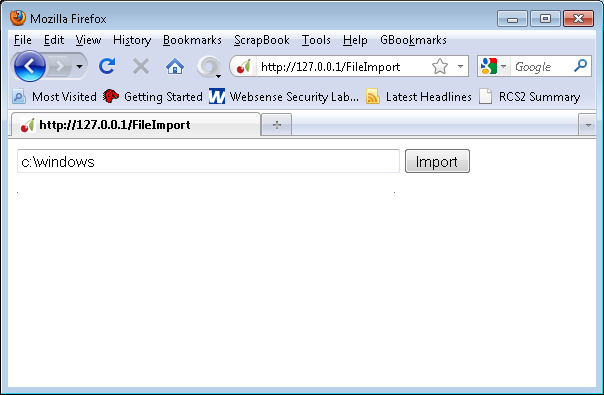 Mozilla Firefox
File Edit View History Bookmarks ScrapBook Tools Help GBookmarks
http://127.0.0.1/FileImport Google
Most Visited Getting Started Websense Security Lab... Latest Headlines RCS2 Summary
http://127.0.0.1/FileImport
c:\windows Import